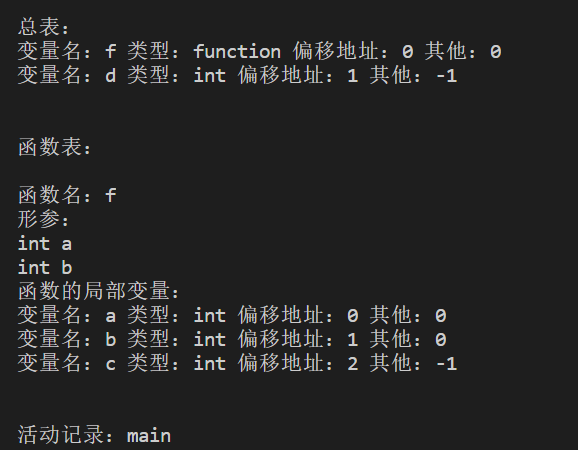 总表：
变量名：f 类型：function 偏移地址：0 其他：0
变量名：d 类型：int 偏移地址：1 其他：-1
函数表：
函数名：f
形参：
int a
int b
函数的局部变量：
变量名：a 类型：int 偏移地址：0 其他：0
变量名：b 类型：int 偏移地址：1 其他：0
变量名：c 类型：int 偏移地址：2 其他：-1
活动记录：main